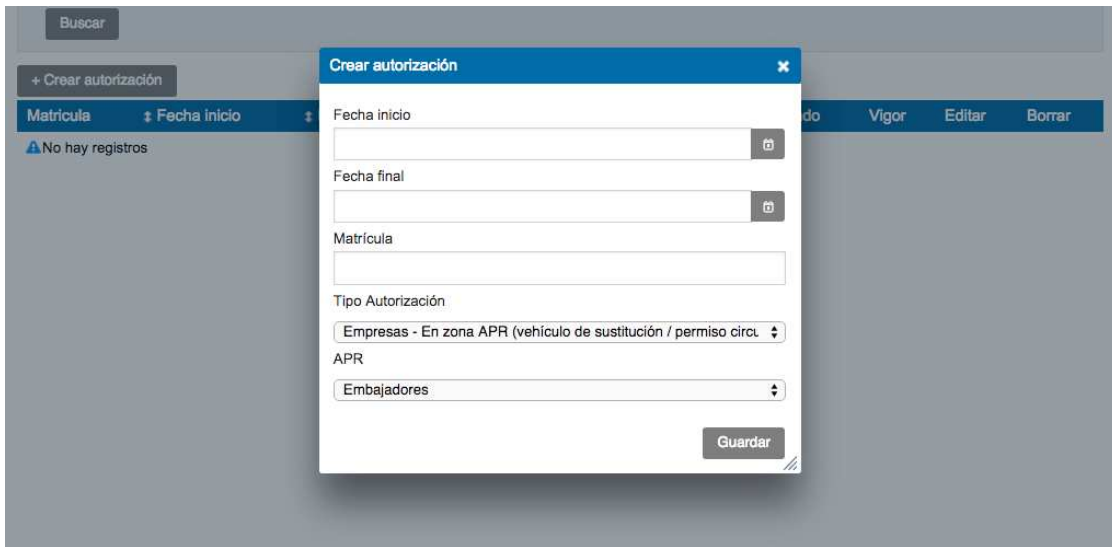 Buscar
+ Crear autorización
Matricula Fecha inicio Vigor Editar Borrar
No hay registros
Crear autorización
Fecha inicio
Fecha final
Matrícula
Tipo Autorización
Empresas - En zona APR (vehículo de sustitución / permiso
APR
Embajadores
Guardar